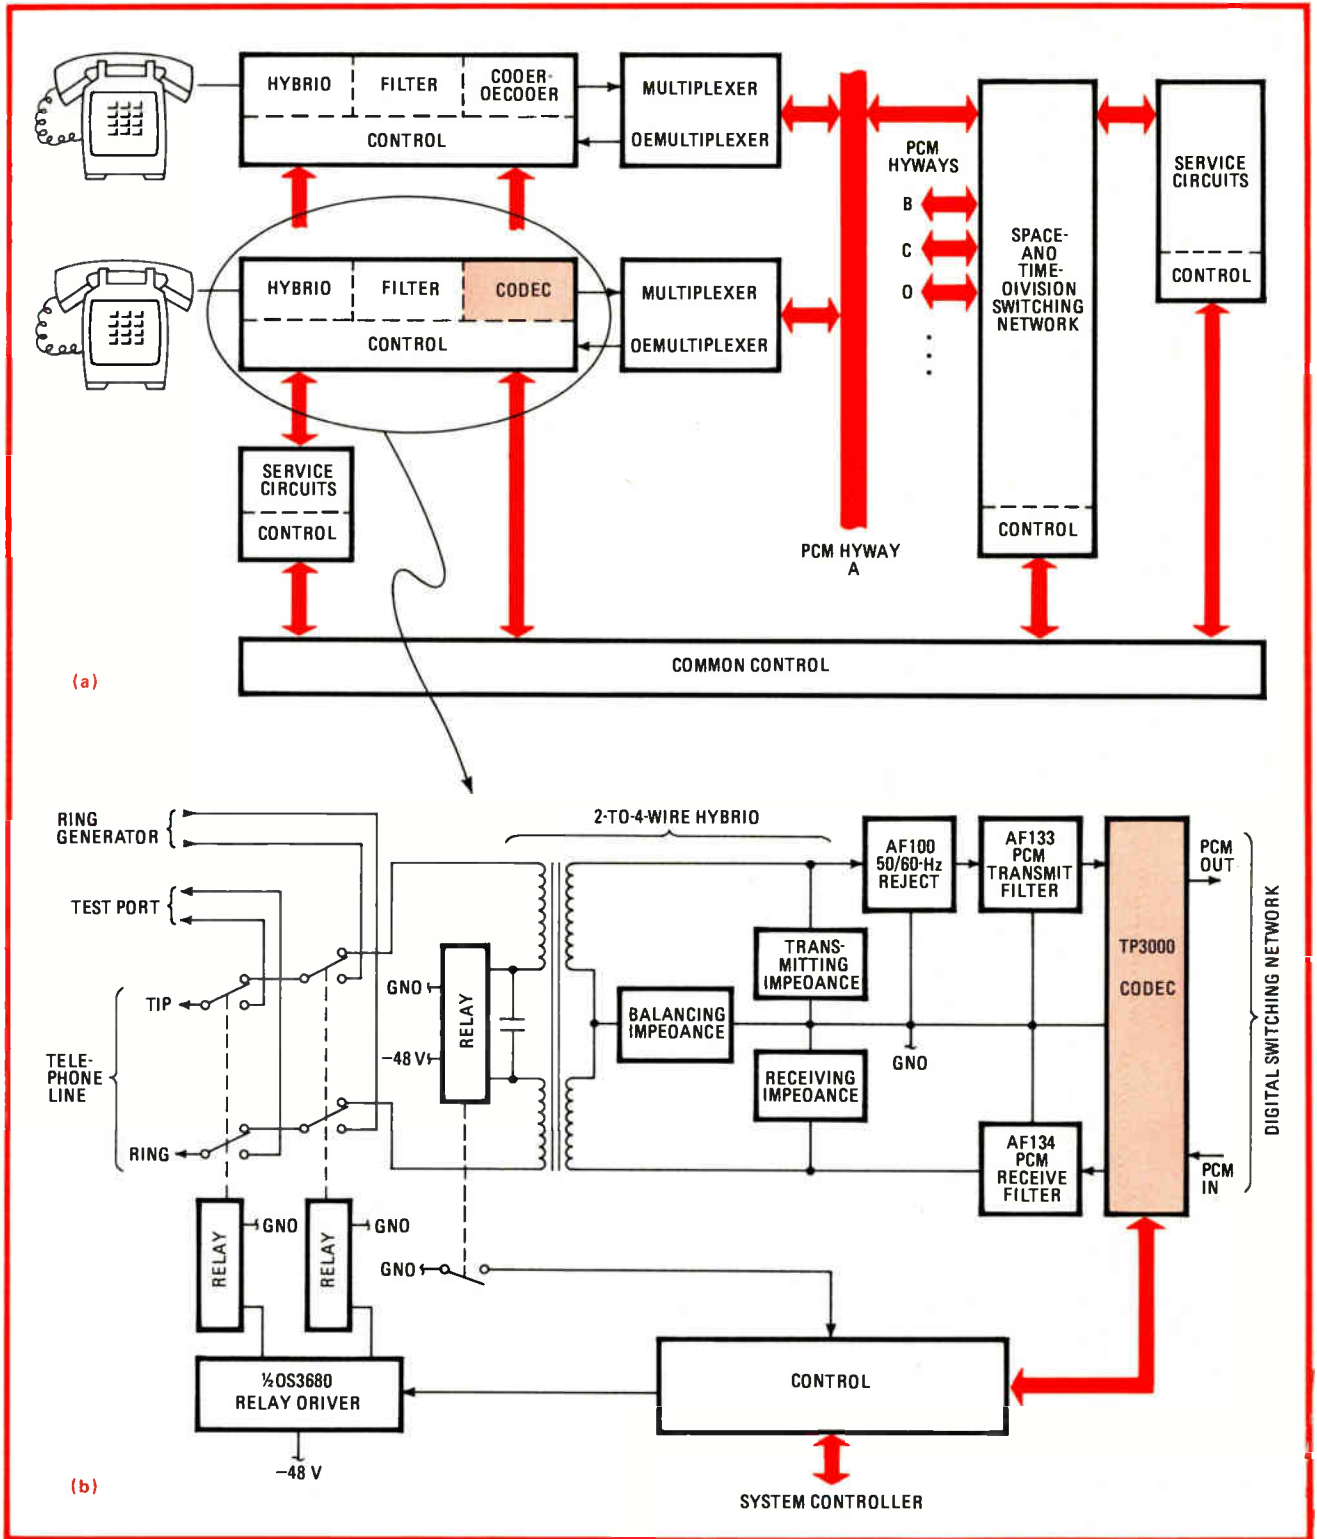 HYBRIO
FILTER
COOER-
OECOOER
CONTROL
MULTIPLEXER
OEMULTIPLEXER
PCM
HYWAYS
B
C
O
SPACE-
ANO
TIME-
OIVISION
SWITCHING
NETWORK
CONTROL
SERVICE
CIRCUITS
CONTROL
HYBRIO
FILTER
CODEC
CONTROL
MULTIPLEXER
OEMULTIPLEXER
SERVICE
CIRCUITS
CONTROL
PCM HYWAY
A
COMMON CONTROL
(a)
RING
GENERATOR
TEST PORT
TIP
TELE-
PHONE
LINE
RING
2-TO-4-WIRE HYBRIO
GNO
-48 V
RELAY
BALANCING
IMPEDANCE
TRANS-
MITTING
IMPEDANCE
RECEIVING
IMPEDANCE
AF100
50/60-Hz
REJECT
AF133
PCM
TRANSMIT
FILTER
GNO
AF134
PCM
RECEIVE
FILTER
TP3000
CODEC
PCM
OUT
PCM
IN
DIGITAL SWITCHING NETWORK
RELAY
GNO
RELAY
GNO
GNO
½OS3680
RELAY ORIVER
-48 V
CONTROL
SYSTEM CONTROLLER
(b)